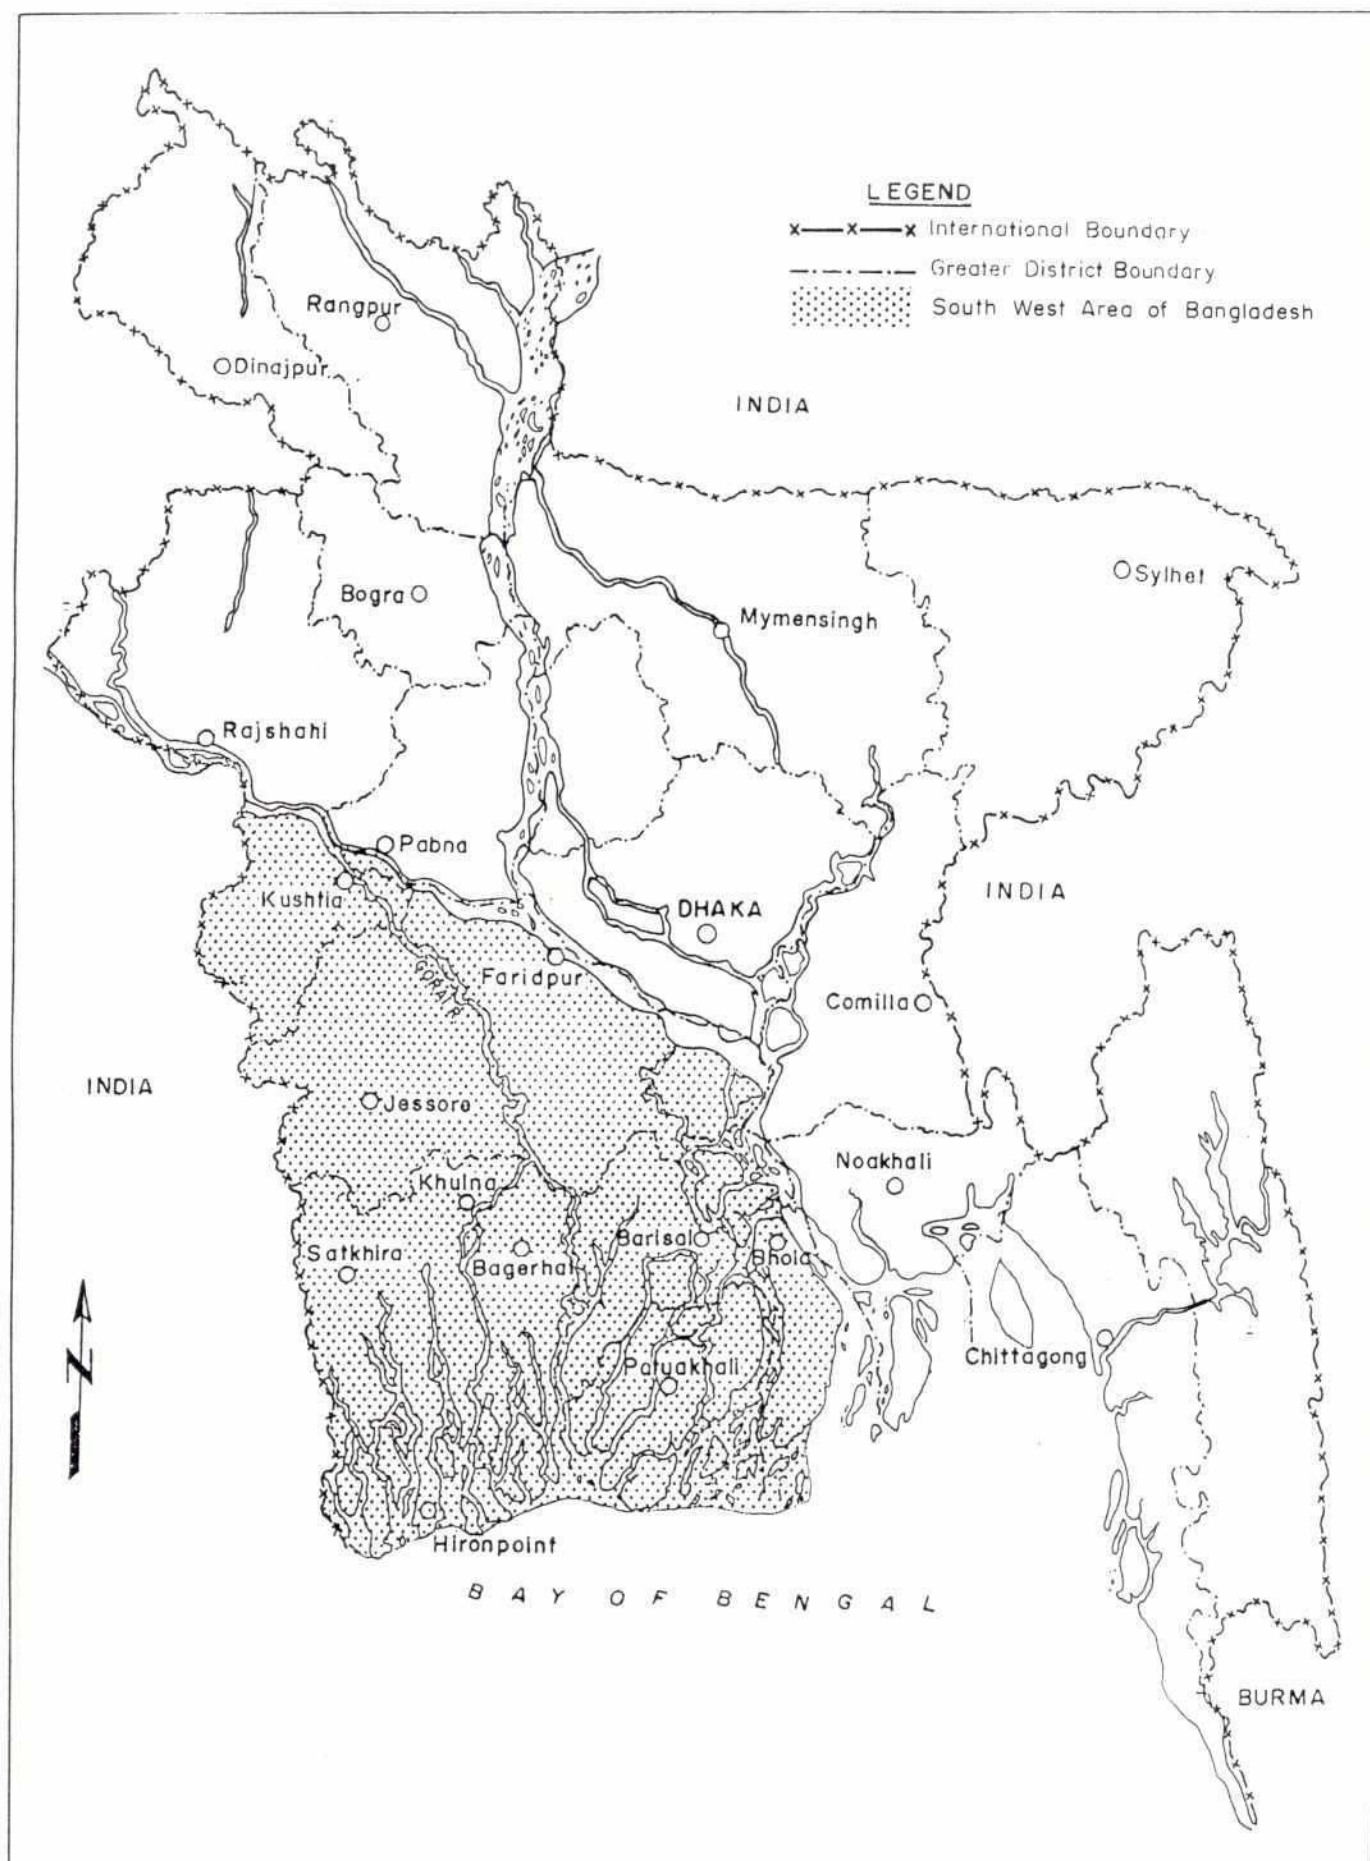 LEGEND
International Boundary
Greater District Boundary
South West Area of Bangladesh
Rangpur
Dinajpur
INDIA
Sylhet
Bogra
Mymensingh
Rajshahi
Pabna
Kushtia
DHAKA
INDIA
Faridpur
GORAI R.
Comilla
INDIA
Jessore
Noakhali
Khulna
Satkhira
Bagerhat
Barisal
Bhola
Chittagong
Patuakhali
N
Hironpoint
BAY OF BENGAL
BURMA